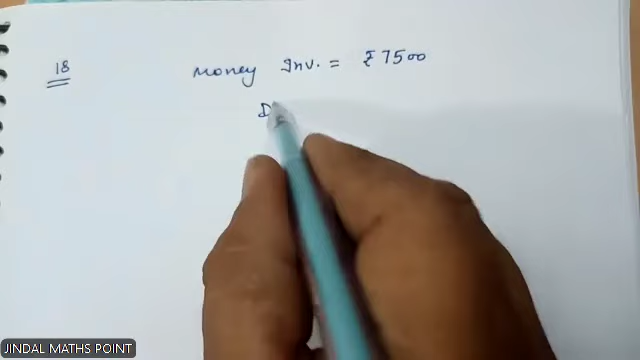 18
Money Inv. = ₹7500
D
JINDAL MATHS POINT